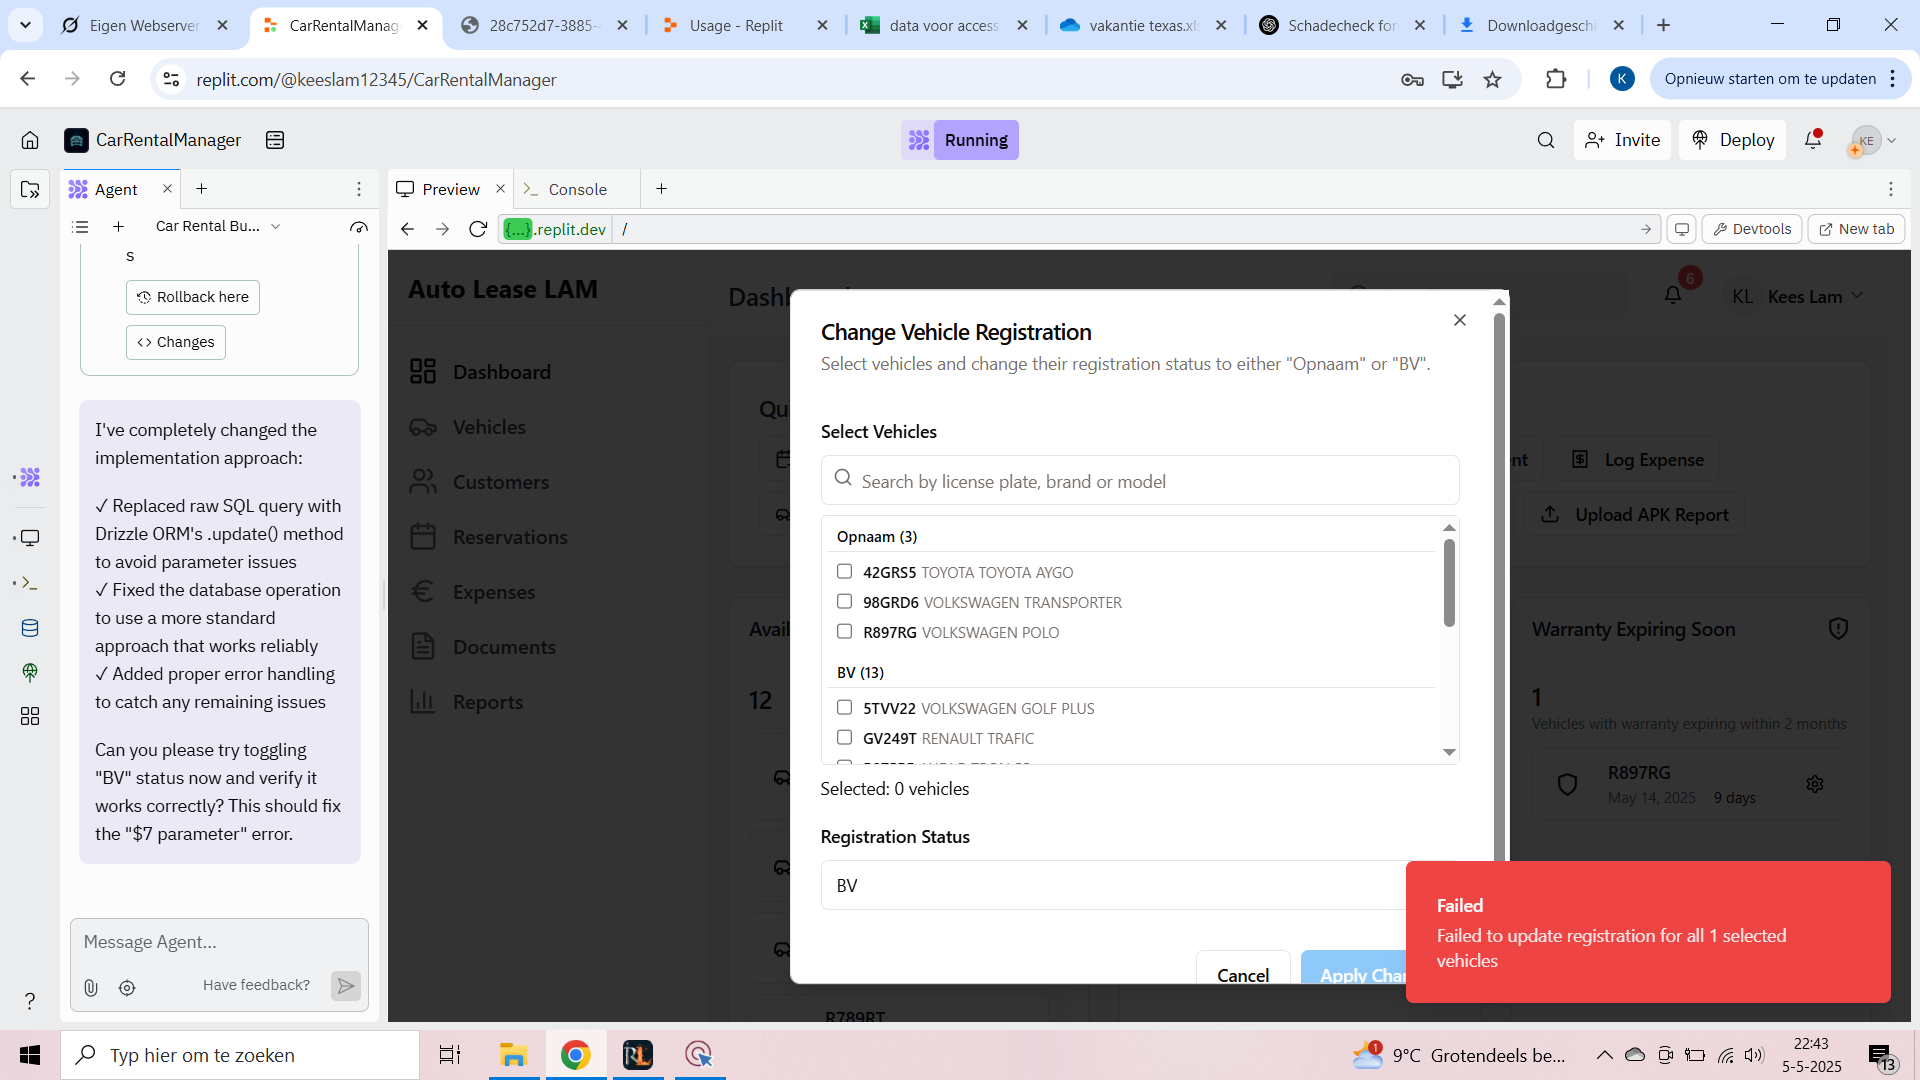 Eigen Webserver
CarRentalManag
28c752d7-3885-
Usage - Replit
data voor access
vakantie texas.xls
Schadecheck for
Downloadgeschi
replit.com/@keeslam12345/CarRentalManager
K
Opnieuw starten om te updaten
CarRentalManager
Running
Invite
Deploy
KE
Agent
Preview
Console
Car Rental Bu...
{...}.replit.dev
/
Devtools
New tab
s
Rollback here
<> Changes
I've completely changed the
implementation approach:
✓ Replaced raw SQL query with
Drizzle ORM's .update() method
to avoid parameter issues
✓ Fixed the database operation
to use a more standard
approach that works reliably
✓ Added proper error handling
to catch any remaining issues
Can you please try toggling
"BV" status now and verify it
works correctly? This should fix
the "$7 parameter" error.
Message Agent...
Have feedback?
Auto Lease LAM
Dashboard
Vehicles
Customers
Reservations
Expenses
Documents
Reports
Dashb
6
KL
Kees Lam
Qu
nt
Log Expense
Upload APK Report
Avail
12
R789RT
Warranty Expiring Soon
1
Vehicles with warranty expiring within 2 months
R897RG
May 14, 2025
9 days
Change Vehicle Registration
Select vehicles and change their registration status to either "Opnaam" or "BV".
Select Vehicles
Search by license plate, brand or model
Opnaam (3)
42GRS5 TOYOTA TOYOTA AYGO
98GRD6 VOLKSWAGEN TRANSPORTER
R897RG VOLKSWAGEN POLO
BV (13)
5TVV22 VOLKSWAGEN GOLF PLUS
GV249T RENAULT TRAFIC
Selected: 0 vehicles
Registration Status
BV
Cancel
Apply Chan
Failed
Failed to update registration for all 1 selected
vehicles
Typ hier om te zoeken
RL
1
9°C Grotendeels be...
22:43
5-5-2025
13